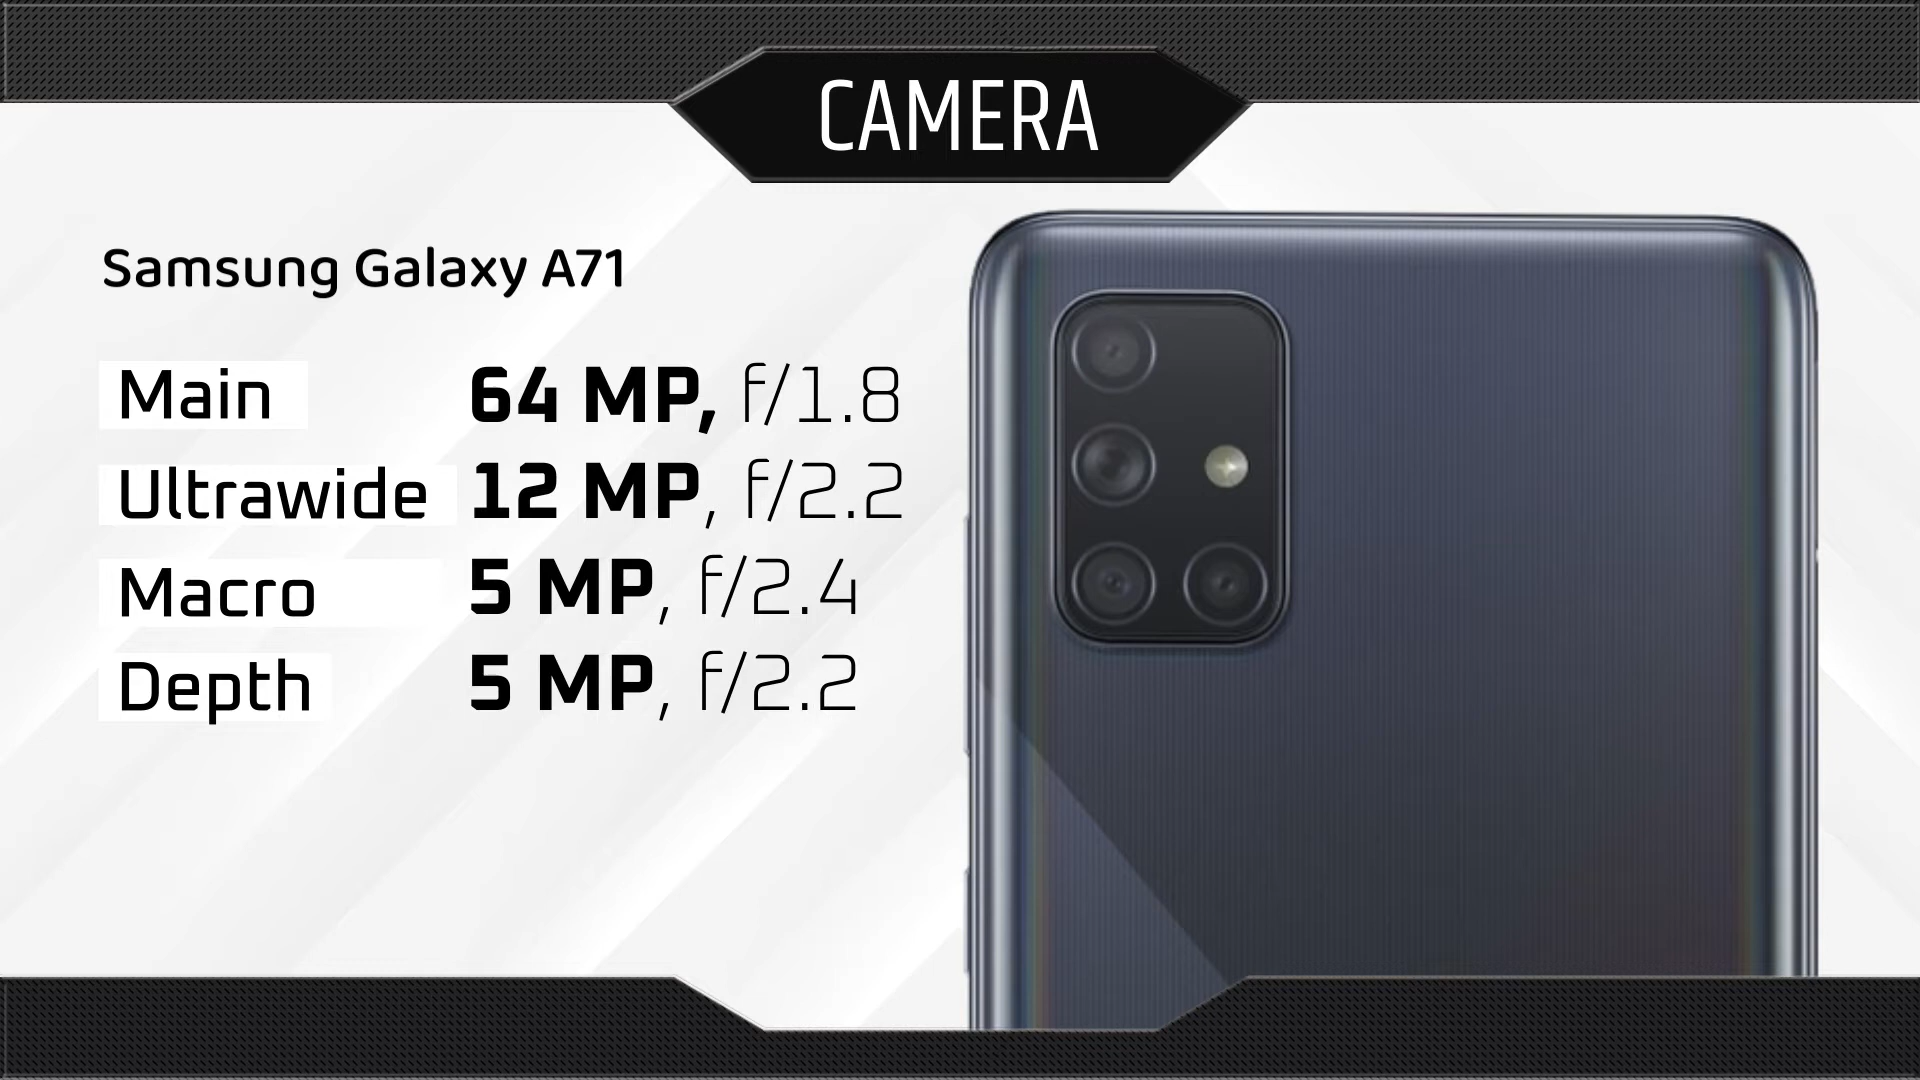 CAMERA
Samsung Galaxy A71
Main 64 MP, f/1.8
Ultrawide 12 MP, f/2.2
Macro 5 MP, f/2.4
Depth 5 MP, f/2.2